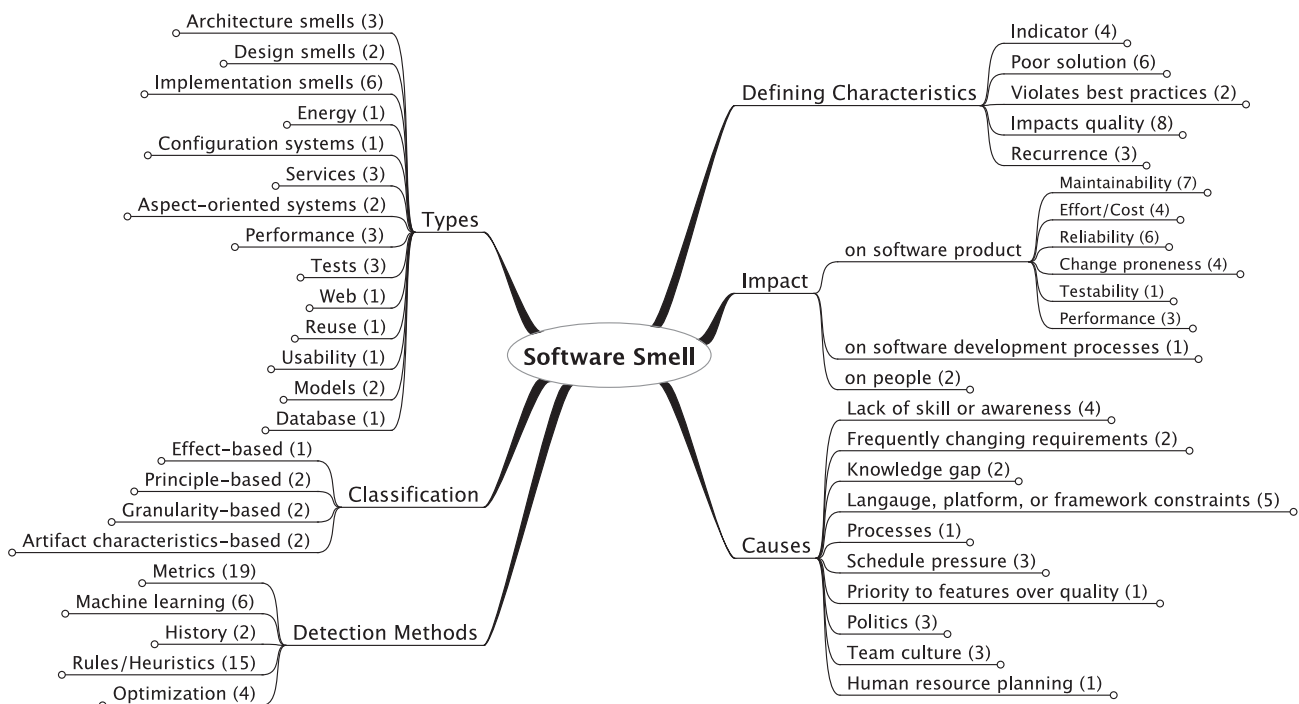 Software Smell
Types
Architecture smells (3)
Design smells (2)
Implementation smells (6)
Energy (1)
Configuration systems (1)
Services (3)
Aspect-oriented systems (2)
Performance (3)
Tests (3)
Web (1)
Reuse (1)
Usability (1)
Models (2)
Database (1)
Classification
Effect-based (1)
Principle-based (2)
Granularity-based (2)
Artifact characteristics-based (2)
Detection Methods
Metrics (19)
Machine learning (6)
History (2)
Rules/Heuristics (15)
Optimization (4)
Defining Characteristics
Indicator (4)
Poor solution (6)
Violates best practices (2)
Impacts quality (8)
Recurrence (3)
Impact
on software product
Maintainability (7)
Effort/Cost (4)
Reliability (6)
Change proneness (4)
Testability (1)
Performance (3)
on software development processes (1)
on people (2)
Causes
Lack of skill or awareness (4)
Frequently changing requirements (2)
Knowledge gap (2)
Langauge, platform, or framework constraints (5)
Processes (1)
Schedule pressure (3)
Priority to features over quality (1)
Politics (3)
Team culture (3)
Human resource planning (1)